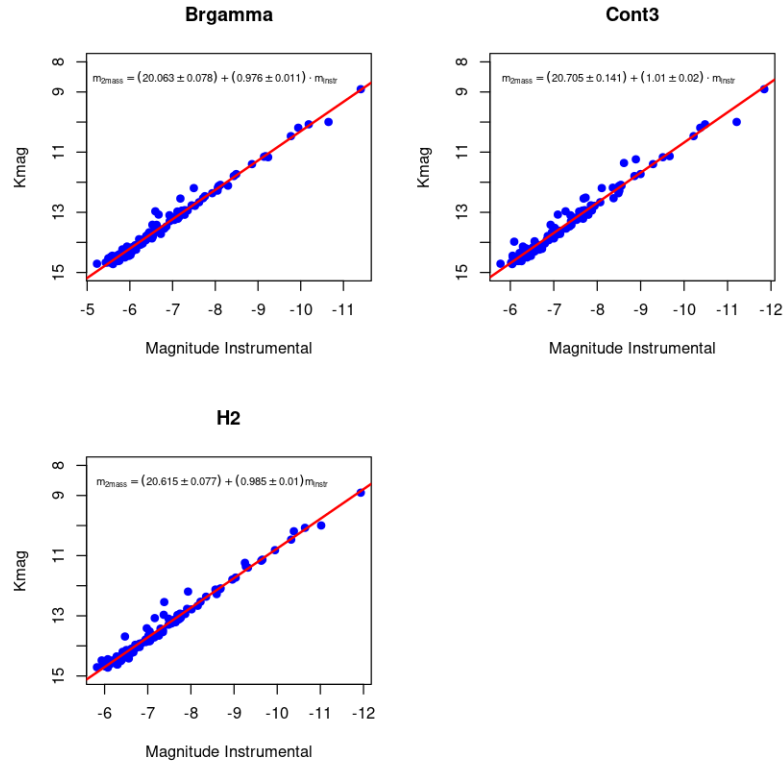 Brgamma
m2mass = (20.063 ± 0.078) + (0.976 ± 0.011) · minstr
Kmag
8
9
11
13
15
-5 -6 -7 -8 -9 -10 -11
Magnitude Instrumental
Cont3
m2mass = (20.705 ± 0.141) + (1.01 ± 0.02) · minstr
Kmag
8
9
11
13
15
-6 -7 -8 -9 -10 -11 -12
Magnitude Instrumental
H2
m2mass = (20.615 ± 0.077) + (0.985 ± 0.01) minstr
Kmag
8
9
11
13
15
-6 -7 -8 -9 -10 -11 -12
Magnitude Instrumental